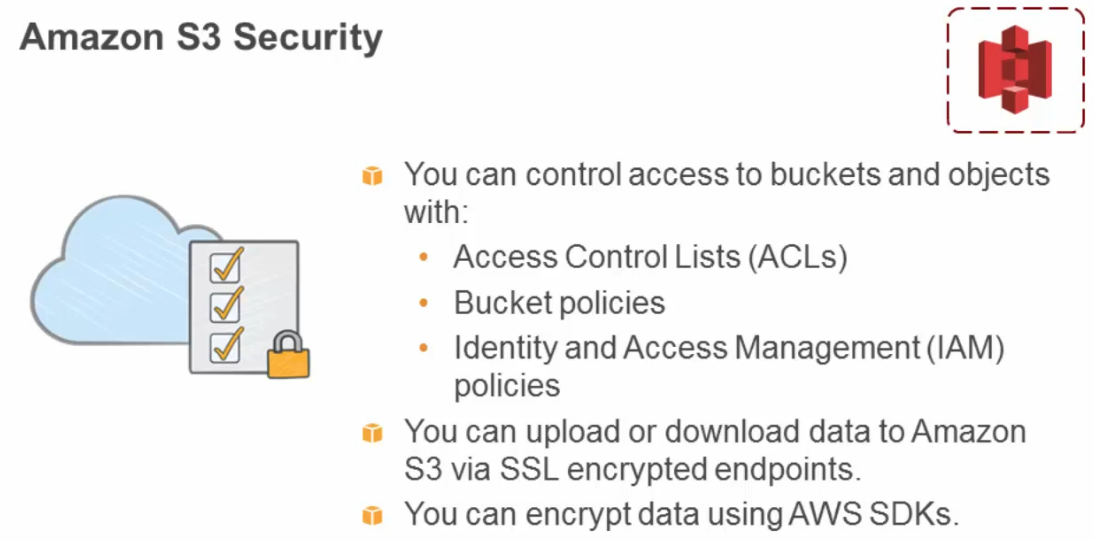 Amazon S3 Security
You can control access to buckets and objects
with:
Access Control Lists (ACLs)
Bucket policies
Identity and Access Management (IAM)
policies
You can upload or download data to Amazon
S3 via SSL encrypted endpoints.
You can encrypt data using AWS SDKs.